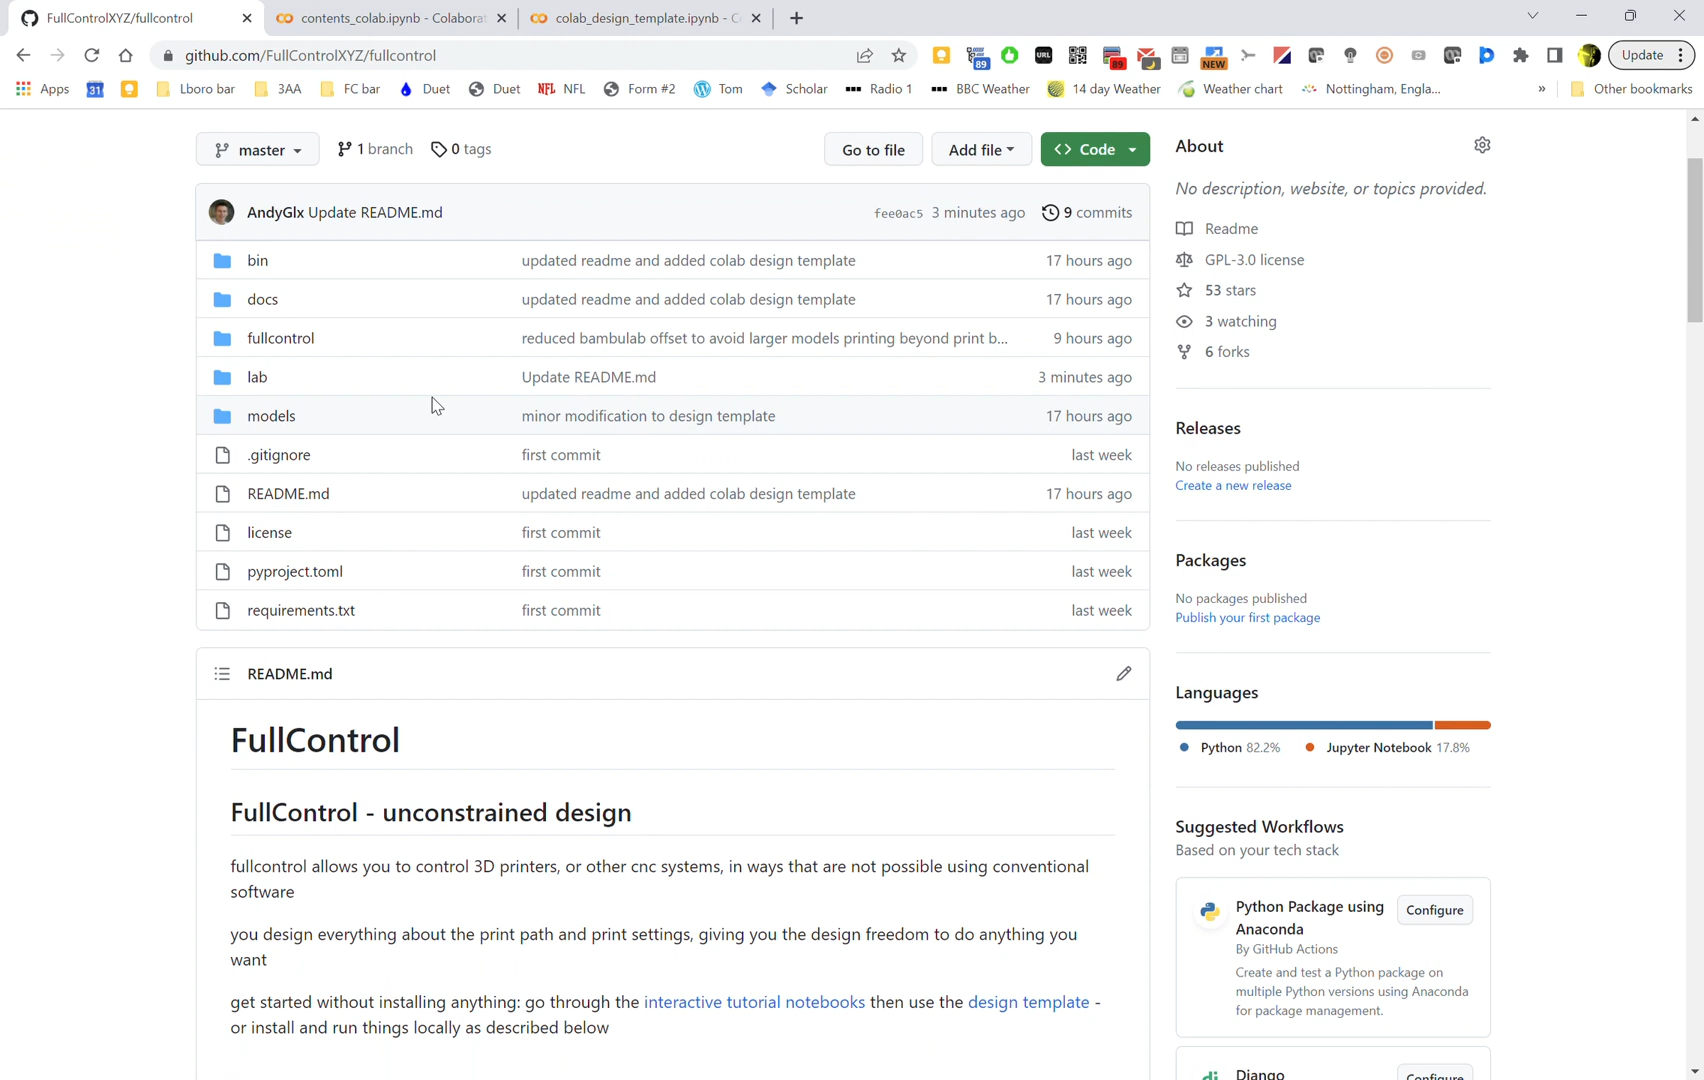 FullControlXYZ/fullcontrol
contents_colab.ipynb - Colaborat
colab_design_template.ipynb - C
github.com/FullControlXYZ/fullcontrol
89
URL
89
NEW
Update
Apps
31
Lboro bar
3AA
FC bar
Duet
Duet
NFL NFL
Form #2
Tom
Scholar
Radio 1
BBC Weather
14 day Weather
Weather chart
Nottingham, Engla...
»
Other bookmarks
master
1 branch
0 tags
Go to file
Add file
<> Code
AndyGlx Update README.md
fee0ac5 3 minutes ago
9 commits
bin updated readme and added colab design template 17 hours ago
docs updated readme and added colab design template 17 hours ago
fullcontrol reduced bambulab offset to avoid larger models printing beyond print b... 9 hours ago
lab Update README.md 3 minutes ago
models minor modification to design template 17 hours ago
.gitignore first commit last week
README.md updated readme and added colab design template 17 hours ago
license first commit last week
pyproject.toml first commit last week
requirements.txt first commit last week
README.md
FullControl
FullControl - unconstrained design
fullcontrol allows you to control 3D printers, or other cnc systems, in ways that are not possible using conventional
software
you design everything about the print path and print settings, giving you the design freedom to do anything you
want
get started without installing anything: go through the interactive tutorial notebooks then use the design template -
or install and run things locally as described below
About
No description, website, or topics provided.
Readme
GPL-3.0 license
53 stars
3 watching
6 forks
Releases
No releases published
Create a new release
Packages
No packages published
Publish your first package
Languages
Python 82.2%
Jupyter Notebook 17.8%
Suggested Workflows
Based on your tech stack
Python Package using
Anaconda
Configure
By GitHub Actions
Create and test a Python package on
multiple Python versions using Anaconda
for package management.
dj
Django
Configure